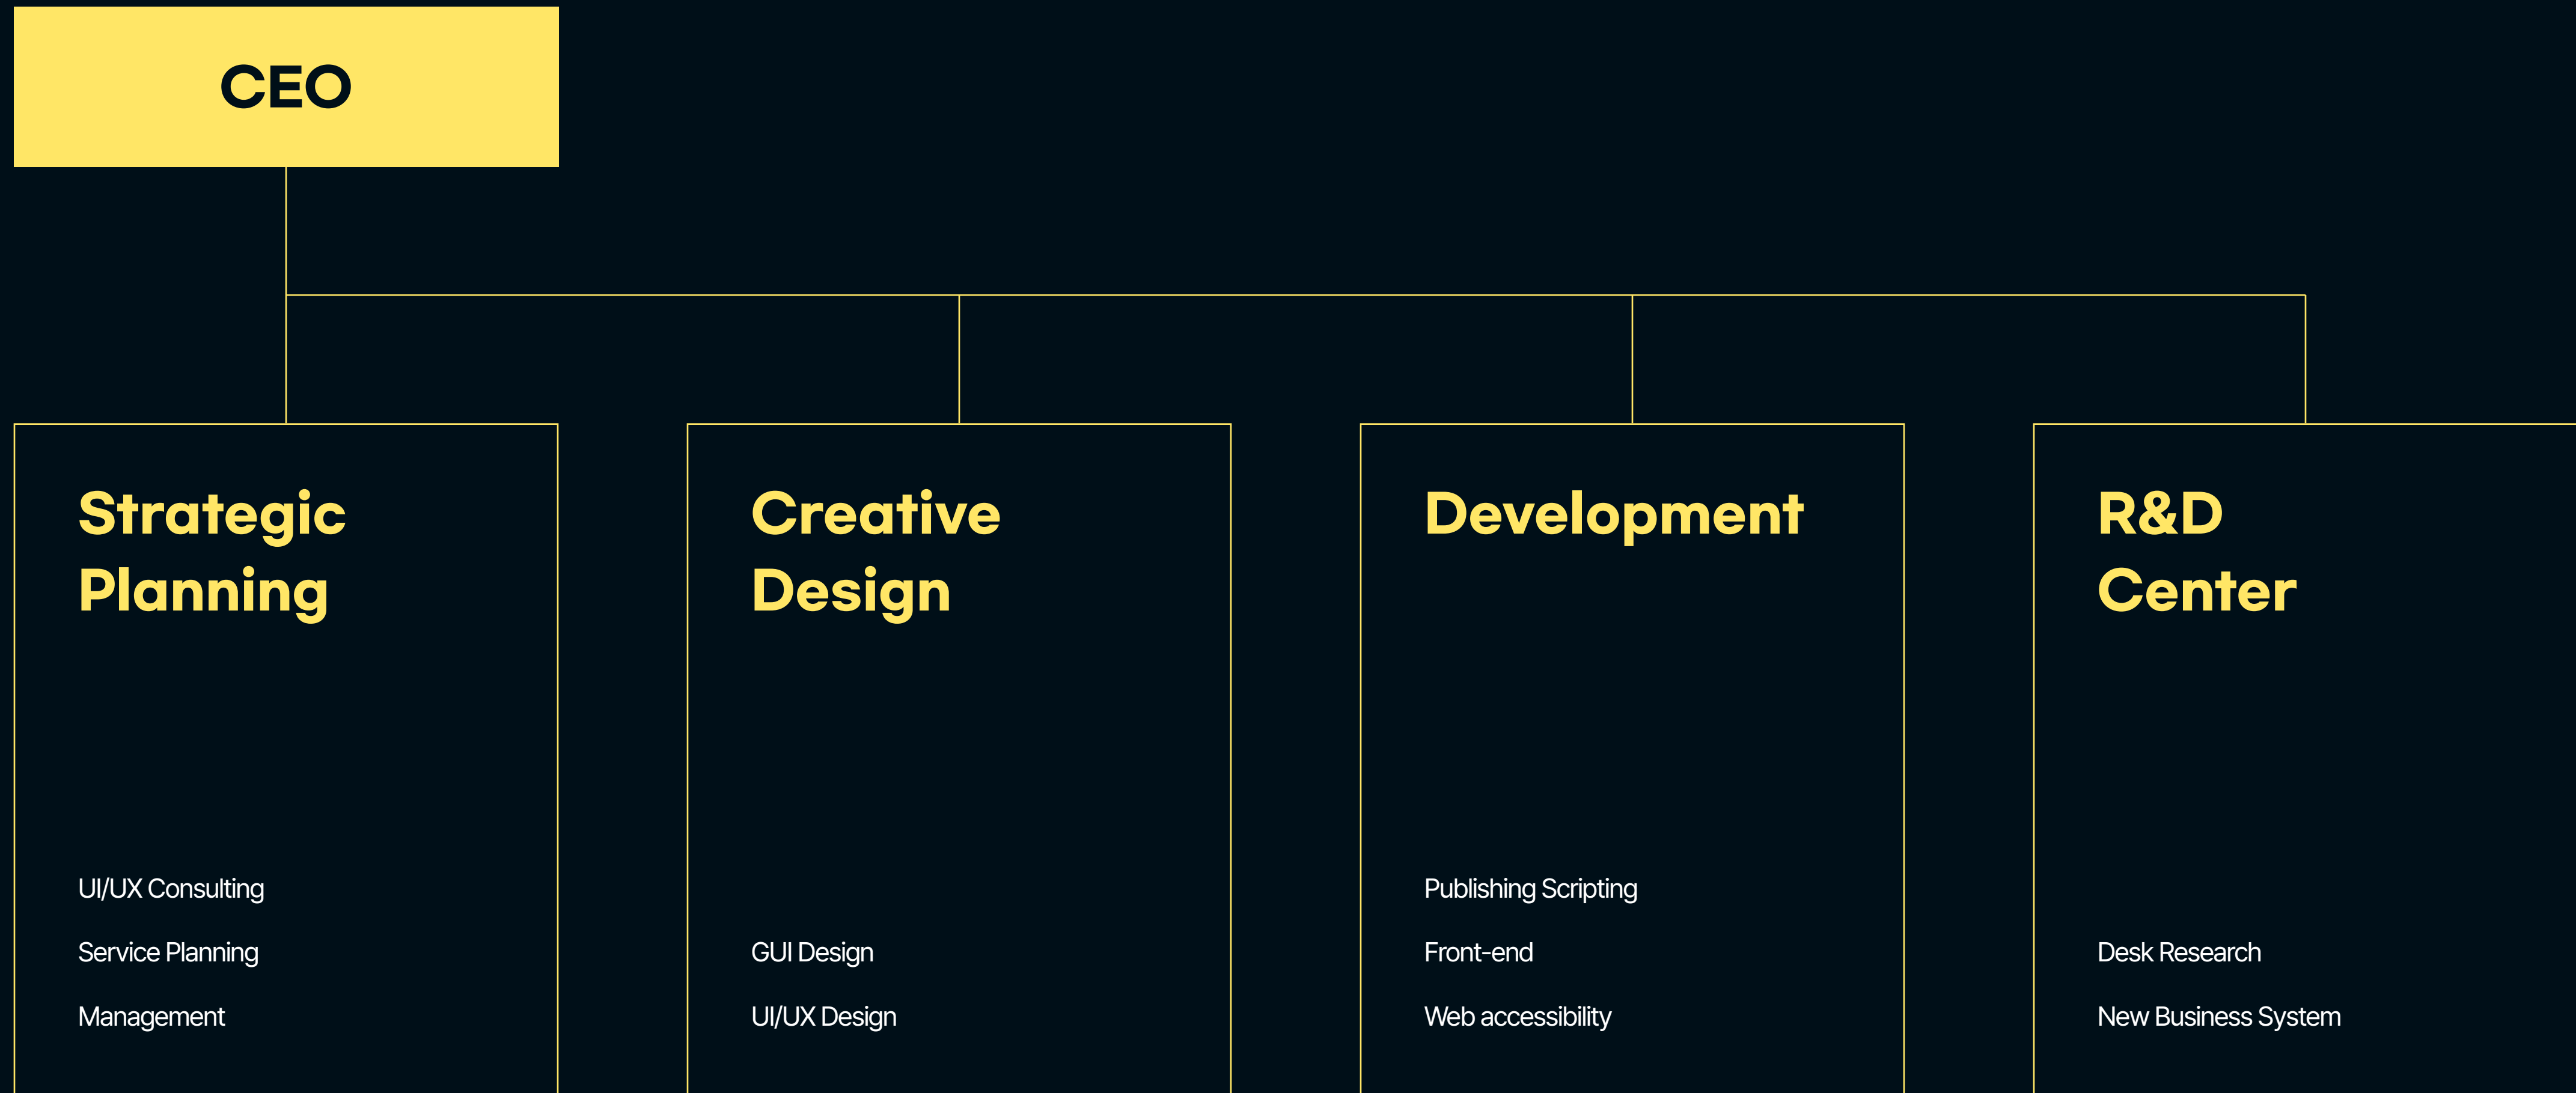 CEO
Strategic
Planning
UI/UX Consulting
Service Planning
Management
Creative
Design
GUI Design
UI/UX Design
Development
Publishing Scripting
Front-end
Web accessibility
R&D
Center
Desk Research
New Business System